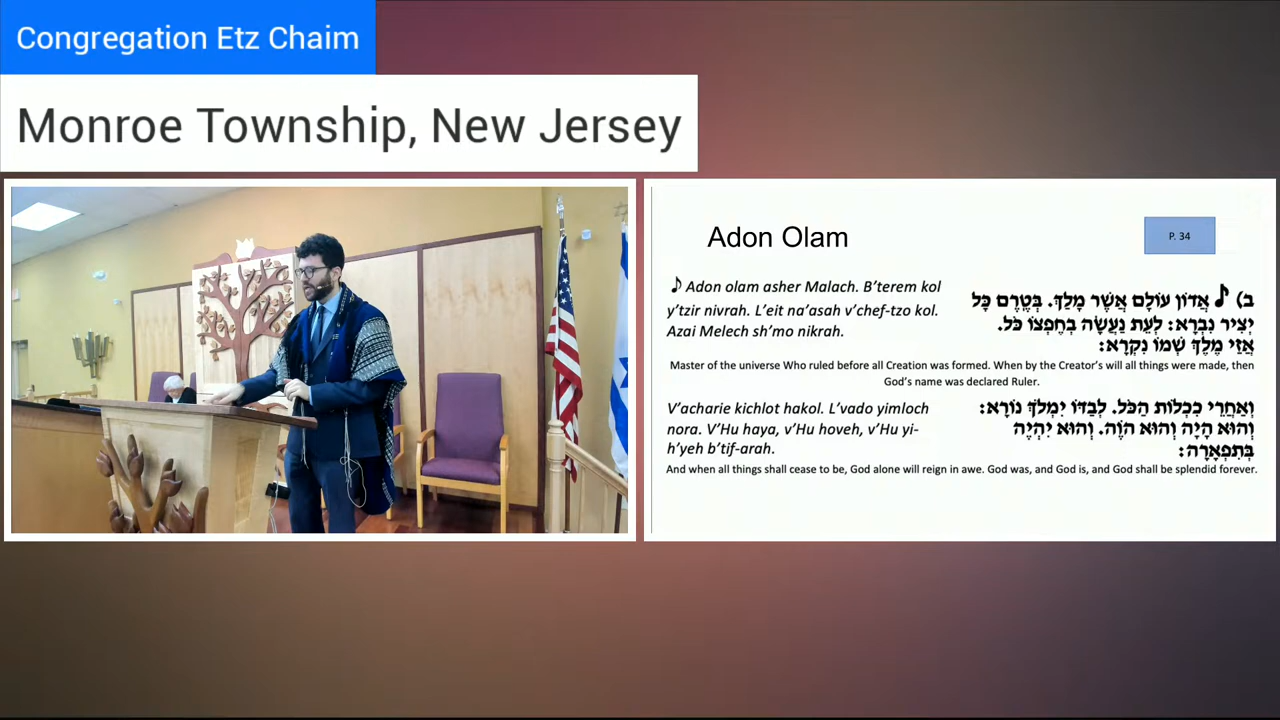 Congregation Etz Chaim
Monroe Township, New Jersey
Adon Olam
P. 34
♪ Adon olam asher Malach. B’terem kol
y’tzir nivrah. L’eit na’asah v’chef-tzo kol.
Azai Melech sh’mo nikrah.
ב) ♪ אֲדוֹן עוֹלָם אֲשֶׁר מָלַךְ. בְּטֶרֶם כָּל
יְצִיר נִבְרָא: לְעֵת נַעֲשָׂה בְחֶפְצוֹ כֹּל.
אֲזַי מֶלֶךְ שְׁמוֹ נִקְרָא:
Master of the universe Who ruled before all Creation was formed. When by the Creator’s will all things were made, then
God’s name was declared Ruler.
V’acharie kichlot hakol. L’vado yimloch
nora. V’Hu haya, v’Hu hoveh, v’Hu yi-
h’yeh b’tif-arah.
וְאַחֲרֵי כִּכְלוֹת הַכֹּל. לְבַדּוֹ יִמְלֹךְ נוֹרָא:
וְהוּא הָיָה וְהוּא הֹוֶה. וְהוּא יִהְיֶה
בְּתִפְאָרָה:
And when all things shall cease to be, God alone will reign in awe. God was, and God is, and God shall be splendid forever.